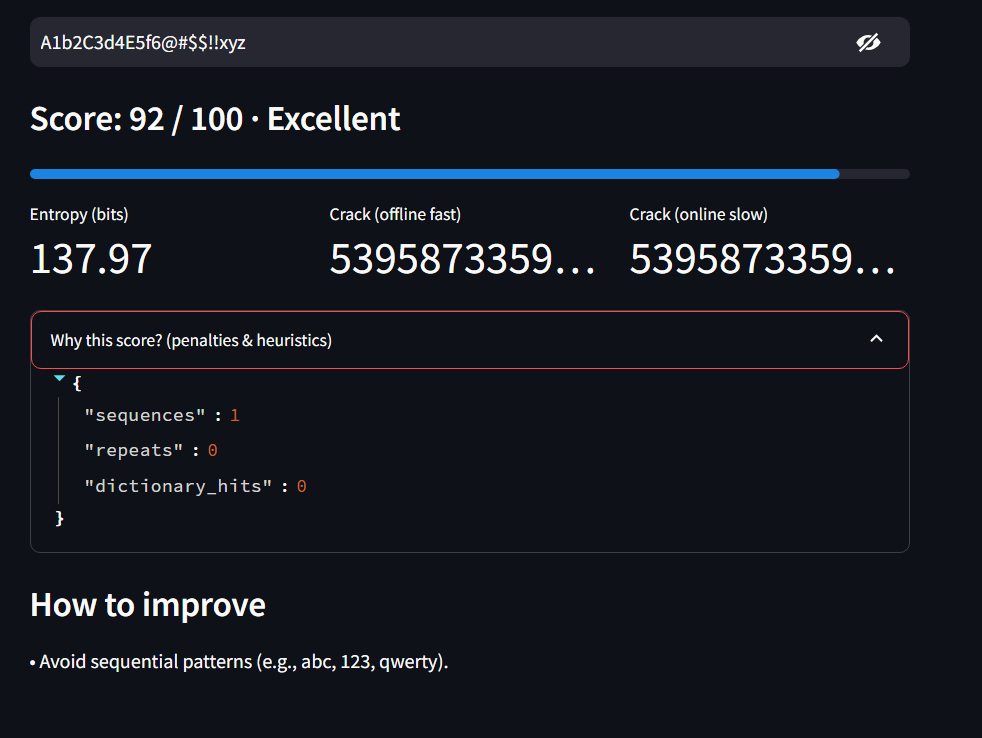 A1b2C3d4E5f6@#$$!!xyz
Score: 92 / 100 · Excellent
Entropy (bits)
Crack (offline fast)
Crack (online slow)
137.97
5395873359...
5395873359...
Why this score? (penalties & heuristics)
{
"sequences" : 1
"repeats" : 0
"dictionary_hits" : 0
}
How to improve
• Avoid sequential patterns (e.g., abc, 123, qwerty).